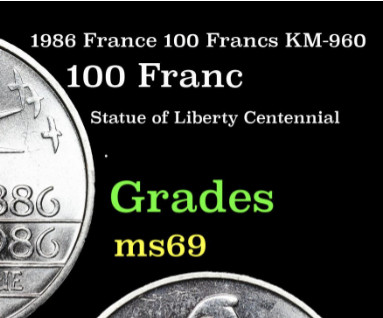 1986 France 100 Francs KM-960
100 Franc
Statue of Liberty Centennial
Grades
ms69